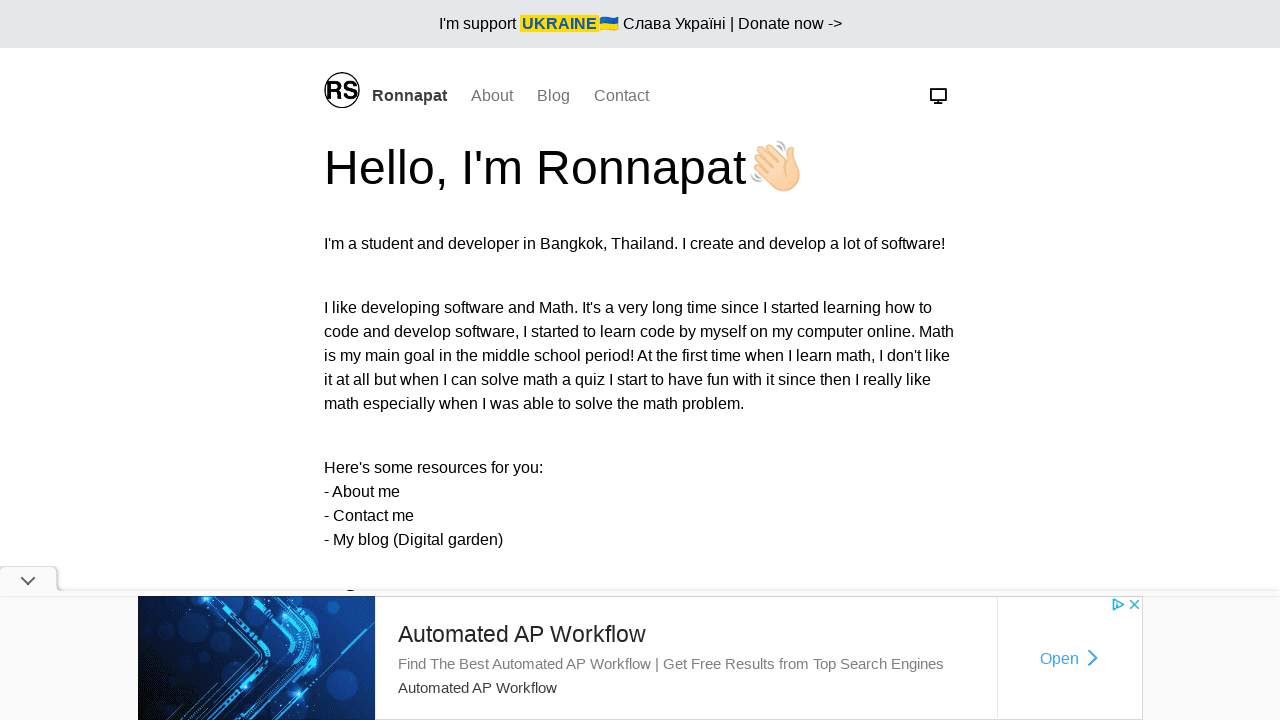 I'm support UKRAINE🇺🇦 Слава Україні | Donate now ->
RS Ronnapat About Blog Contact
Hello, I'm Ronnapat👋🏻
I'm a student and developer in Bangkok, Thailand. I create and develop a lot of software!
I like developing software and Math. It's a very long time since I started learning how to
code and develop software, I started to learn code by myself on my computer online. Math
is my main goal in the middle school period! At the first time when I learn math, I don't like
it at all but when I can solve math a quiz I start to have fun with it since then I really like
math especially when I was able to solve the math problem.
Here's some resources for you:
- About me
- Contact me
- My blog (Digital garden)
Automated AP Workflow
Find The Best Automated AP Workflow | Get Free Results from Top Search Engines
Automated AP Workflow
Open